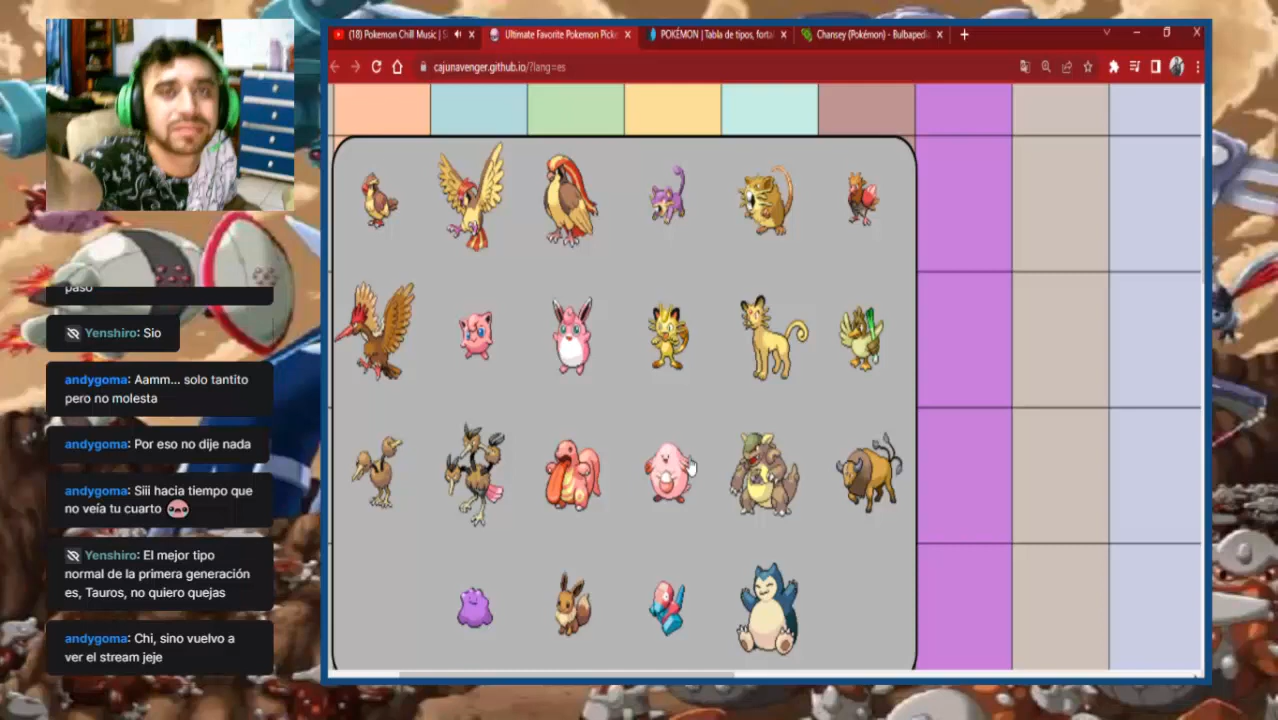 (18) Pokemon Chill Music | S
Ultimate Favorite Pokemon Picke
POKÉMON | Tabla de tipos, fortal
Chansey (Pokémon) - Bulbapedia
cajunavenger.github.io/?lang=es
paso
Yenshiro: Sio
andygoma: Aamm... solo tantito
pero no molesta
andygoma: Por eso no dije nada
andygoma: Siii hacia tiempo que
no veía tu cuarto
Yenshiro: El mejor tipo
normal de la primera generación
es, Tauros, no quiero quejas
andygoma: Chi, sino vuelvo a
ver el stream jeje